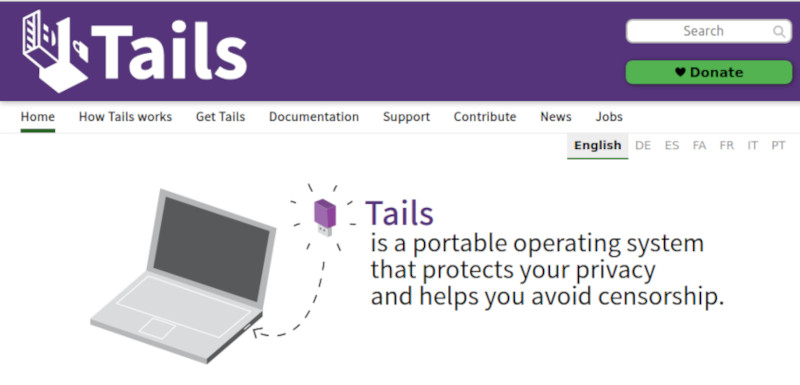 Tails
Search
Donate
Home How Tails works Get Tails Documentation Support Contribute News Jobs
English DE ES FA FR IT PT
Tails
is a portable operating system
that protects your privacy
and helps you avoid censorship.